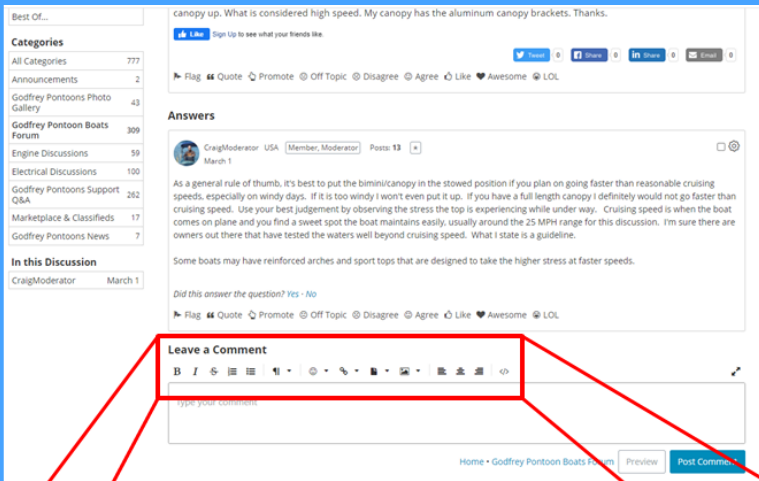 Best Of...
Categories
All Categories 777
Announcements 2
Godfrey Pontoons Photo
Gallery 43
Godfrey Pontoon Boats
Forum 309
Engine Discussions 59
Electrical Discussions 100
Godfrey Pontoons Support
Q&A 262
Marketplace & Classifieds 17
Godfrey Pontoons News 7
In this Discussion
CraigModerator March 1
canopy up. What is considered high speed. My canopy has the aluminum canopy brackets. Thanks.
Like Sign Up to see what your friends like.
Tweet 0 Share 0 in Share 0 Email 0
Flag Quote Promote Off Topic Disagree Agree Like Awesome LOL
Answers
CraigModerator USA Member, Moderator Posts: 13
March 1
As a general rule of thumb, it's best to put the bimini/canopy in the stowed position if you plan on going faster than reasonable cruising
speeds, especially on windy days. If it is too windy I won't even put it up. If you have a full length canopy I definitely would not go faster than
cruising speed. Use your best judgement by observing the stress the top is experiencing while under way. Cruising speed is when the boat
comes on plane and you find a sweet spot the boat maintains easily, usually around the 25 MPH range for this discussion. I'm sure there are
owners out there that have tested the waters well beyond cruising speed. What I state is a guideline.
Some boats may have reinforced arches and sport tops that are designed to take the higher stress at faster speeds.
Did this answer the question? Yes · No
Flag Quote Promote Off Topic Disagree Agree Like Awesome LOL
Leave a Comment
B I S
Type your comment
Home • Godfrey Pontoon Boats Forum Preview Post Comment